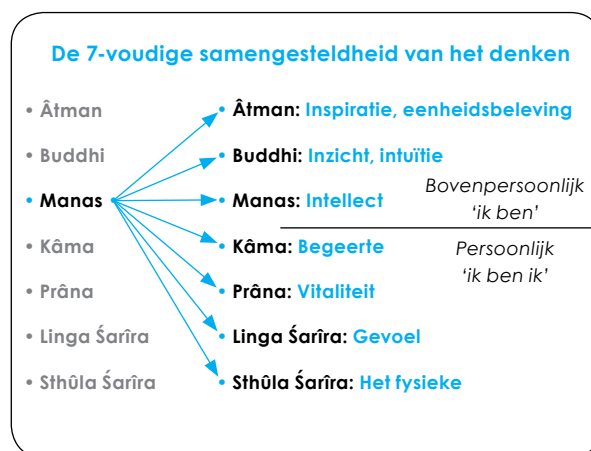 De 7-voudige samengesteldheid van het denken
• Âtman
• Buddhi
• Manas
• Kâma
• Prâna
• Linga Śarîra
• Sthûla Śarîra
• Âtman: Inspiratie, eenheidsbeleving
• Buddhi: Inzicht, intuïtie
• Manas: Intellect
• Kâma: Begeerte
• Prâna: Vitaliteit
• Linga Śarîra: Gevoel
• Sthûla Śarîra: Het fysieke
Bovenpersoonlijk
‘ik ben’
Persoonlijk
‘ik ben ik’